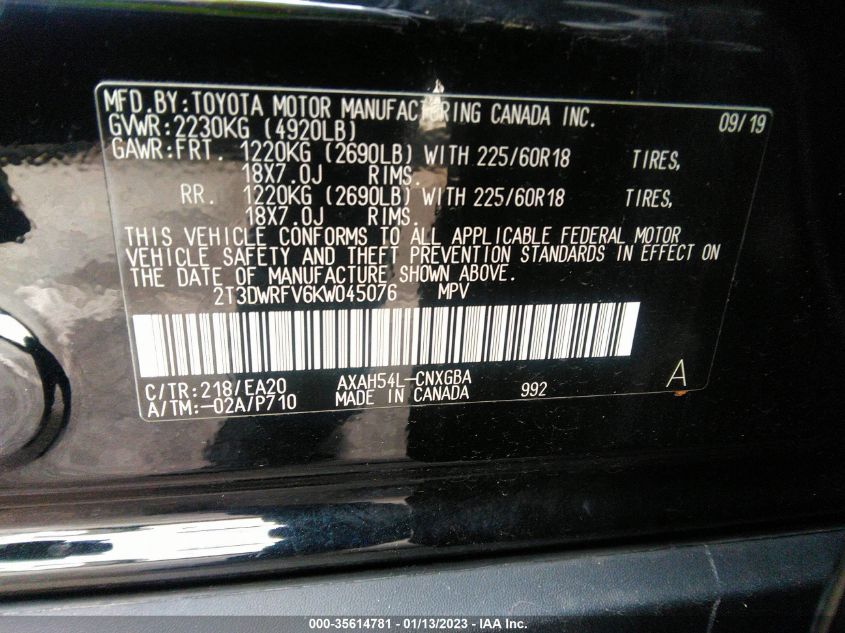 MFD.BY:TOYOTA MOTOR MANUFACTURING CANADA INC. 09/19
GVWR:2230KG (4920LB)
GAWR:FRT. 1220KG (2690LB) WITH 225/60R18 TIRES,
18X7.0J RIMS.
RR. 1220KG (2690LB) WITH 225/60R18 TIRES,
18X7.0J RIMS.
THIS VEHICLE CONFORMS TO ALL APPLICABLE FEDERAL MOTOR
VEHICLE SAFETY AND THEFT PREVENTION STANDARDS IN EFFECT ON
THE DATE OF MANUFACTURE SHOWN ABOVE.
2T3DWRFV6KW045076 MPV
C/TR:218/EA20 AXAH54L-CNXGBA
A/TM:-02A/P710 MADE IN CANADA 992 A
000-35614781 - 01/13/2023 - IAA Inc.